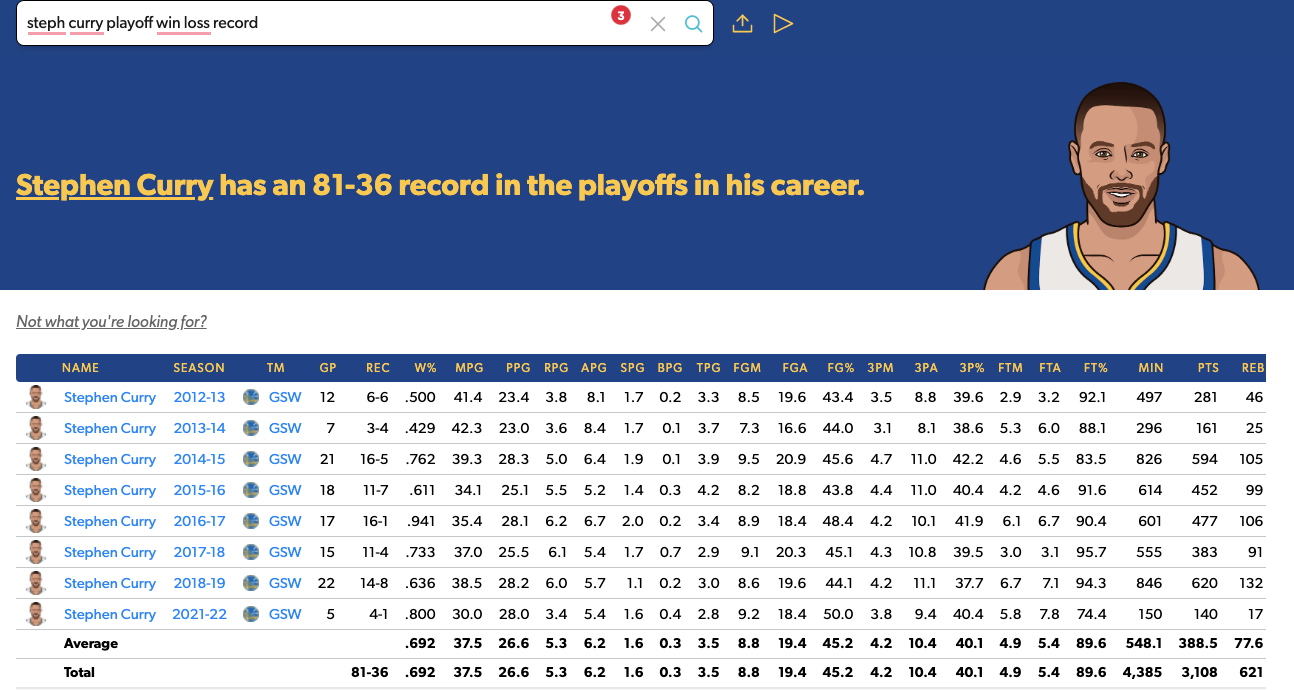 steph curry playoff win loss record
3
Stephen Curry has an 81-36 record in the playoffs in his career.
Not what you're looking for?
NAME SEASON TM GP REC W% MPG PPG RPG APG SPG BPG TPG FGM FGA FG% 3PM 3PA 3P% FTM FTA FT% MIN PTS REB
Stephen Curry 2012-13 GSW 12 6-6 .500 41.4 23.4 3.8 8.1 1.7 0.2 3.3 8.5 19.6 43.4 3.5 8.8 39.6 2.9 3.2 92.1 497 281 46
Stephen Curry 2013-14 GSW 7 3-4 .429 42.3 23.0 3.6 8.4 1.7 0.1 3.7 7.3 16.6 44.0 3.1 8.1 38.6 5.3 6.0 88.1 296 161 25
Stephen Curry 2014-15 GSW 21 16-5 .762 39.3 28.3 5.0 6.4 1.9 0.1 3.9 9.5 20.9 45.6 4.7 11.0 42.2 4.6 5.5 83.5 826 594 105
Stephen Curry 2015-16 GSW 18 11-7 .611 34.1 25.1 5.5 5.2 1.4 0.3 4.2 8.2 18.8 43.8 4.4 11.0 40.4 4.2 4.6 91.6 614 452 99
Stephen Curry 2016-17 GSW 17 16-1 .941 35.4 28.1 6.2 6.7 2.0 0.2 3.4 8.9 18.4 48.4 4.2 10.1 41.9 6.1 6.7 90.4 601 477 106
Stephen Curry 2017-18 GSW 15 11-4 .733 37.0 25.5 6.1 5.4 1.7 0.7 2.9 9.1 20.3 45.1 4.3 10.8 39.5 3.0 3.1 95.7 555 383 91
Stephen Curry 2018-19 GSW 22 14-8 .636 38.5 28.2 6.0 5.7 1.1 0.2 3.0 8.6 19.6 44.1 4.2 11.1 37.7 6.7 7.1 94.3 846 620 132
Stephen Curry 2021-22 GSW 5 4-1 .800 30.0 28.0 3.4 5.4 1.6 0.4 2.8 9.2 18.4 50.0 3.8 9.4 40.4 5.8 7.8 74.4 150 140 17
Average .692 37.5 26.6 5.3 6.2 1.6 0.3 3.5 8.8 19.4 45.2 4.2 10.4 40.1 4.9 5.4 89.6 548.1 388.5 77.6
Total 81-36 .692 37.5 26.6 5.3 6.2 1.6 0.3 3.5 8.8 19.4 45.2 4.2 10.4 40.1 4.9 5.4 89.6 4,385 3,108 621